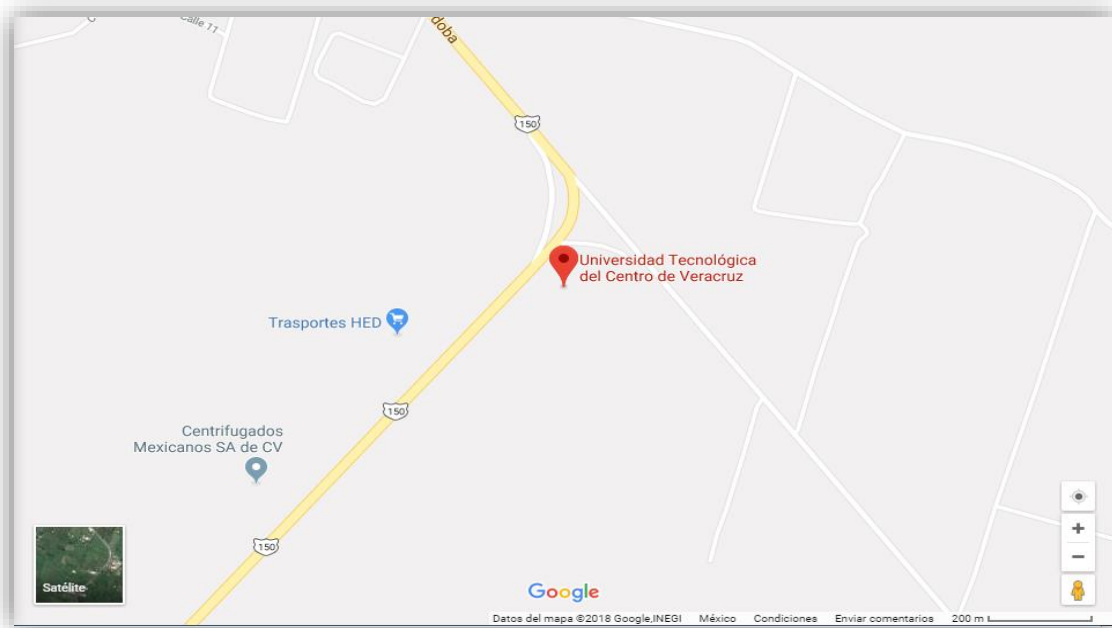 Calle 11
doba
150
Universidad Tecnológica
del Centro de Veracruz
Trasportes HED
150
Centrifugados
Mexicanos SA de CV
150
Satélite
Google
Datos del mapa ©2018 Google,INEGI México Condiciones Enviar comentarios 200 m